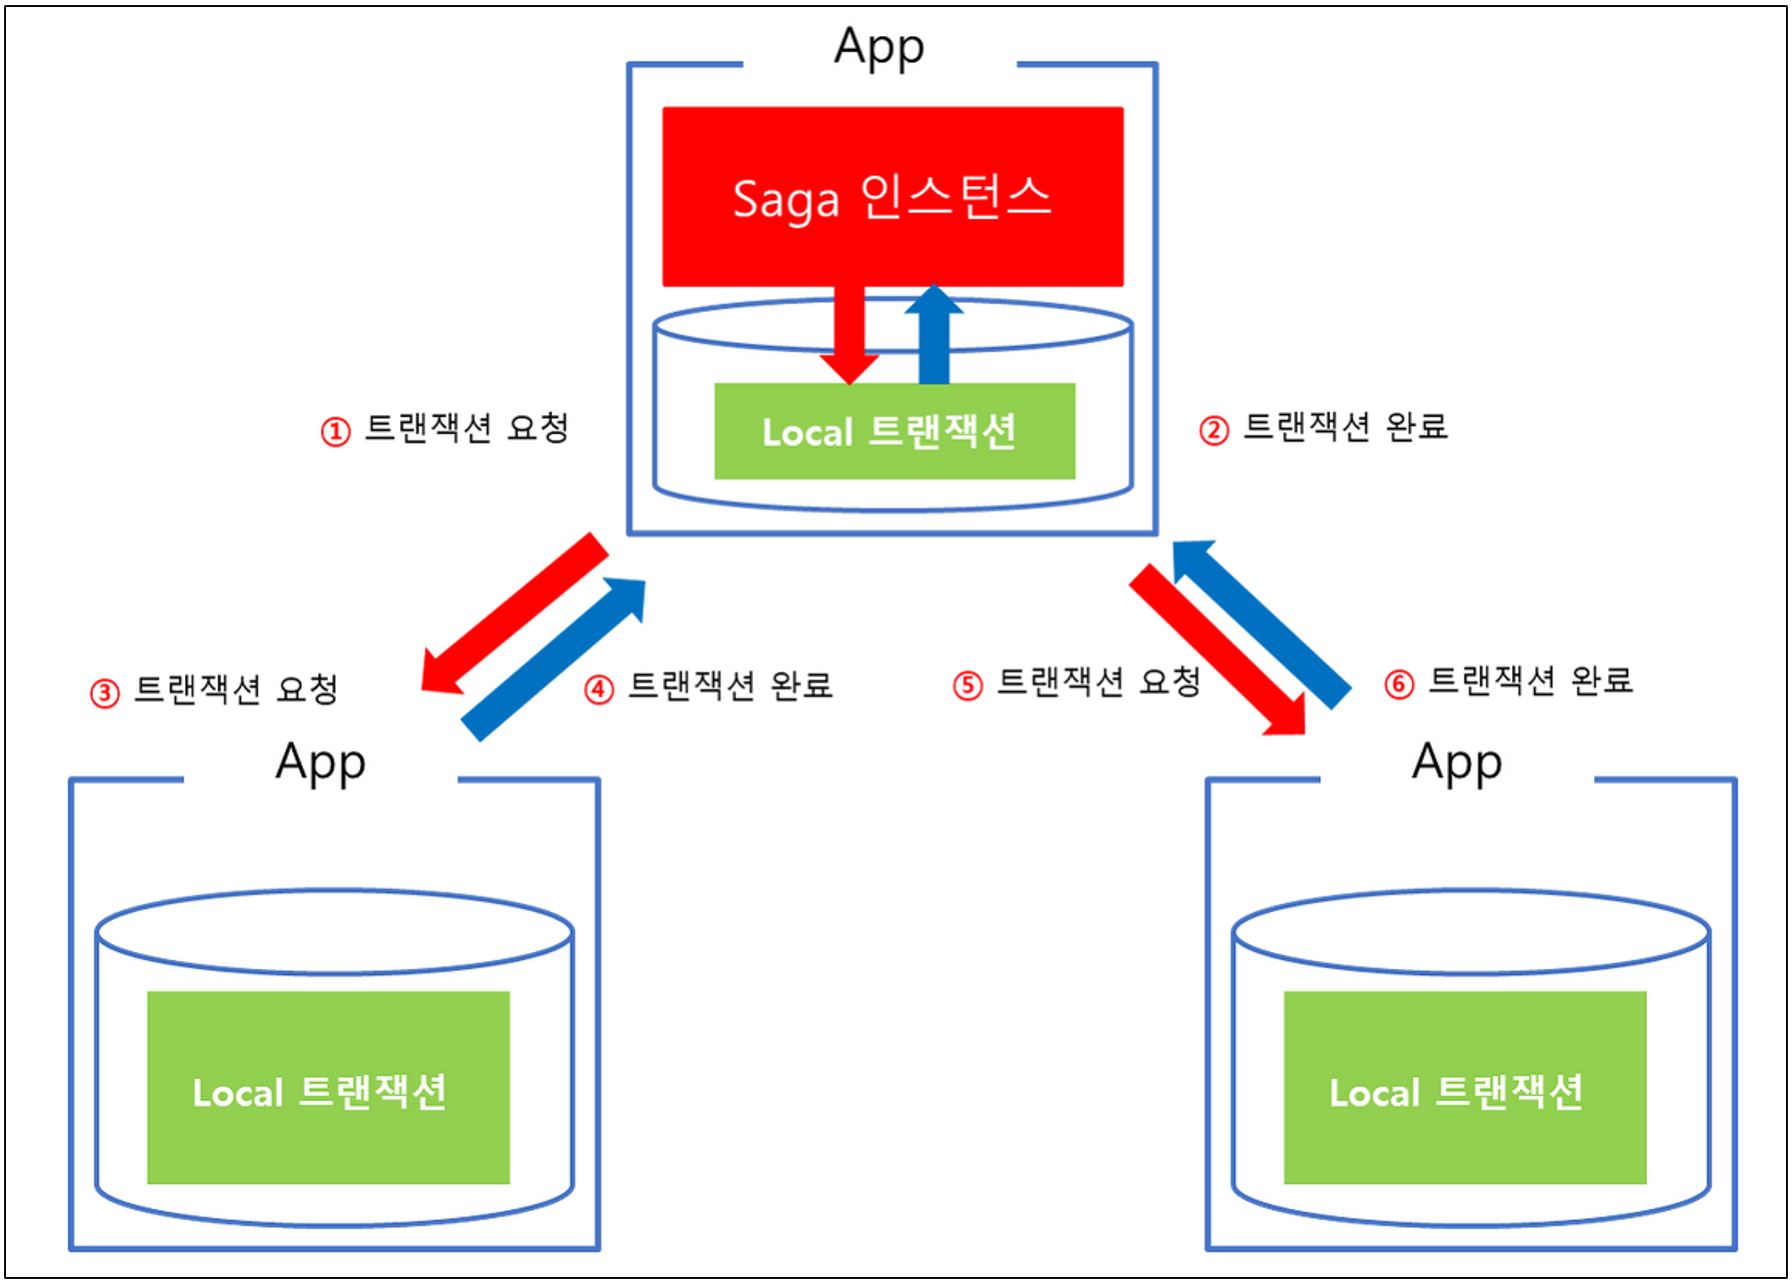 App
Saga 인스턴스
① 트랜잭션 요청
Local 트랜잭션
② 트랜잭션 완료
③ 트랜잭션 요청
④ 트랜잭션 완료
⑤ 트랜잭션 요청
⑥ 트랜잭션 완료
App
App
Local 트랜잭션
Local 트랜잭션